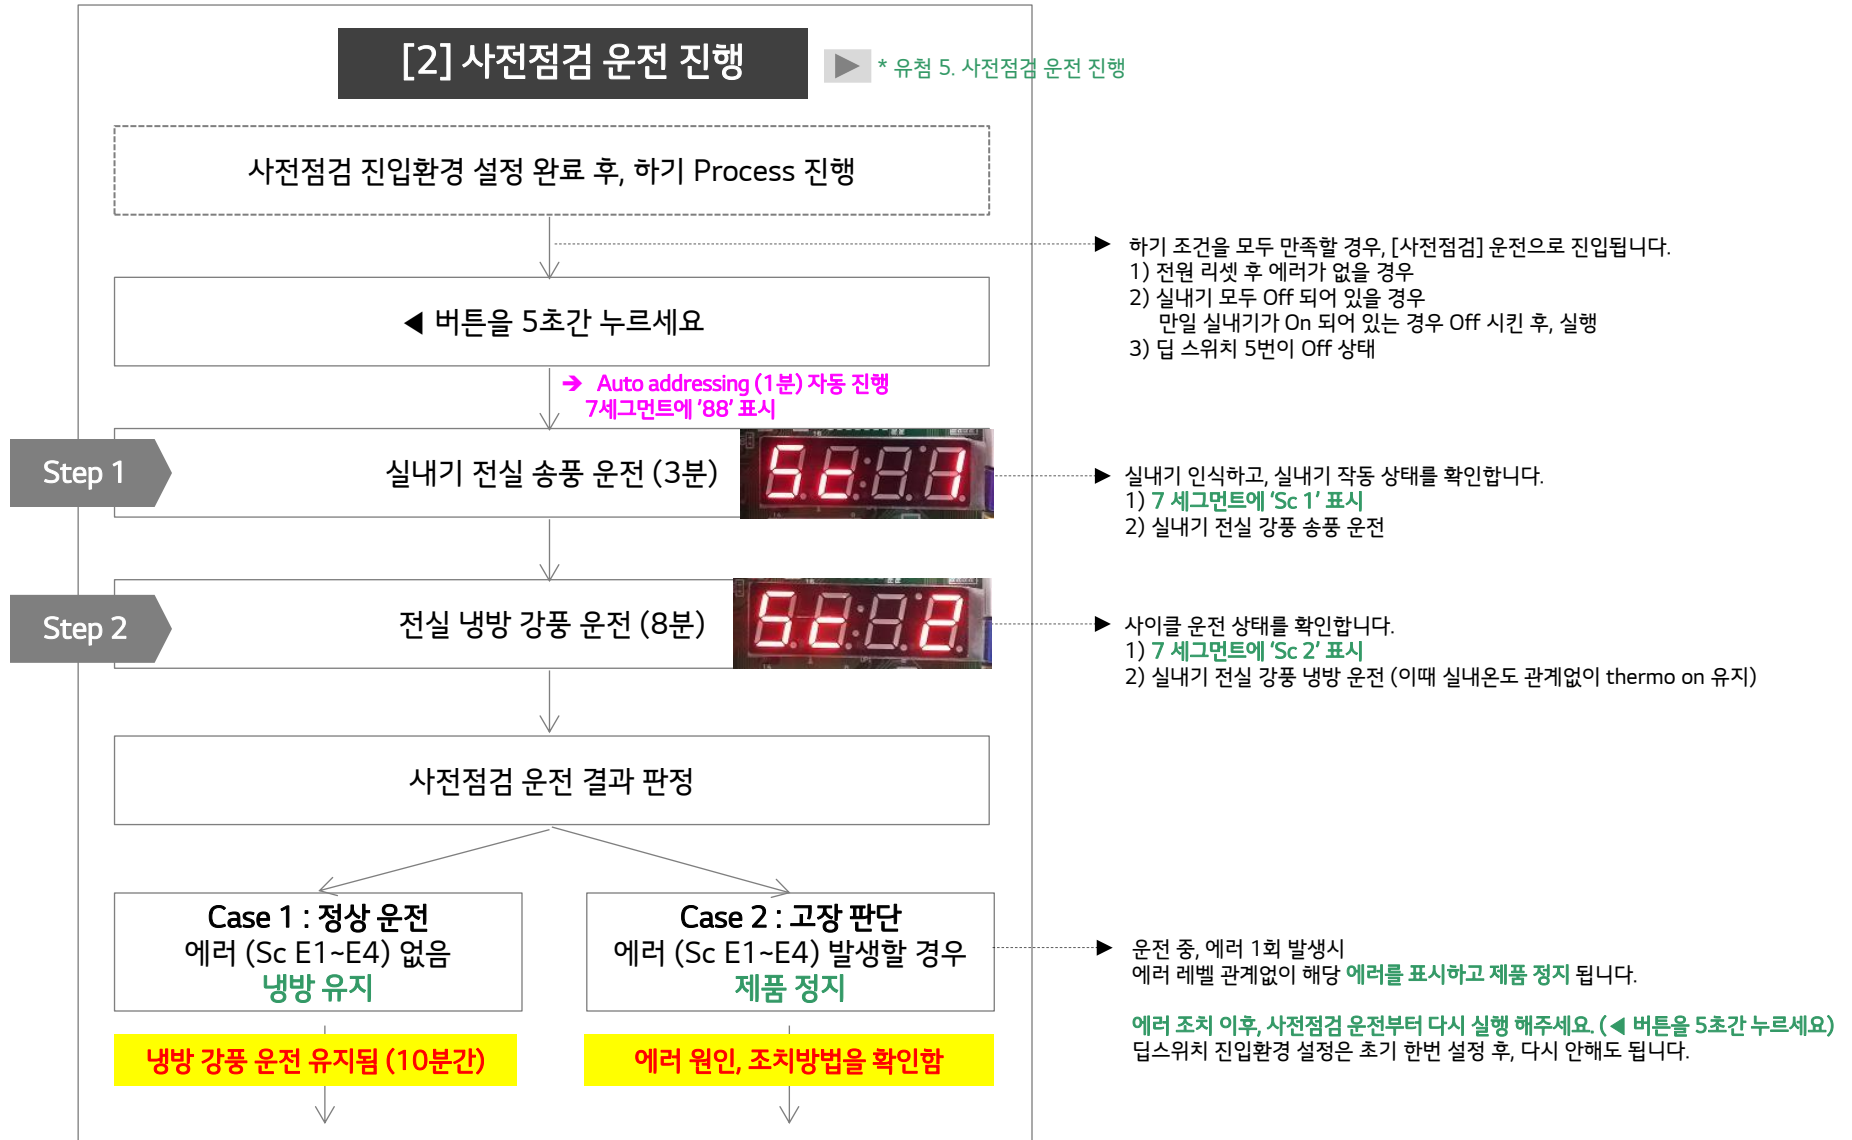 [2] 사전점검 운전 진행
* 유첨 5. 사전점검 운전 진행
사전점검 진입환경 설정 완료 후, 하기 Process 진행
하기 조건을 모두 만족할 경우, [사전점검] 운전으로 진입됩니다.
1) 전원 리셋 후 에러가 없을 경우
2) 실내기 모두 Off 되어 있을 경우
만일 실내기가 On 되어 있는 경우 Off 시킨 후, 실행
3) 딥 스위치 5번이 Off 상태
◀ 버튼을 5초간 누르세요
➔ Auto addressing (1분) 자동 진행
7세그먼트에 ‘88’ 표시
Step 1
실내기 전실 송풍 운전 (3분)
Sc 1
실내기 인식하고, 실내기 작동 상태를 확인합니다.
1) 7 세그먼트에 ‘Sc 1’ 표시
2) 실내기 전실 강풍 송풍 운전
Step 2
전실 냉방 강풍 운전 (8분)
Sc 2
사이클 운전 상태를 확인합니다.
1) 7 세그먼트에 ‘Sc 2’ 표시
2) 실내기 전실 강풍 냉방 운전 (이때 실내온도 관계없이 thermo on 유지)
사전점검 운전 결과 판정
Case 1 : 정상 운전
에러 (Sc E1~E4) 없음
냉방 유지
냉방 강풍 운전 유지됨 (10분간)
Case 2 : 고장 판단
에러 (Sc E1~E4) 발생할 경우
제품 정지
에러 원인, 조치방법을 확인함
운전 중, 에러 1회 발생시
에러 레벨 관계없이 해당 에러를 표시하고 제품 정지 됩니다.
에러 조치 이후, 사전점검 운전부터 다시 실행 해주세요. (◀ 버튼을 5초간 누르세요)
딥스위치 진입환경 설정은 초기 한번 설정 후, 다시 안해도 됩니다.